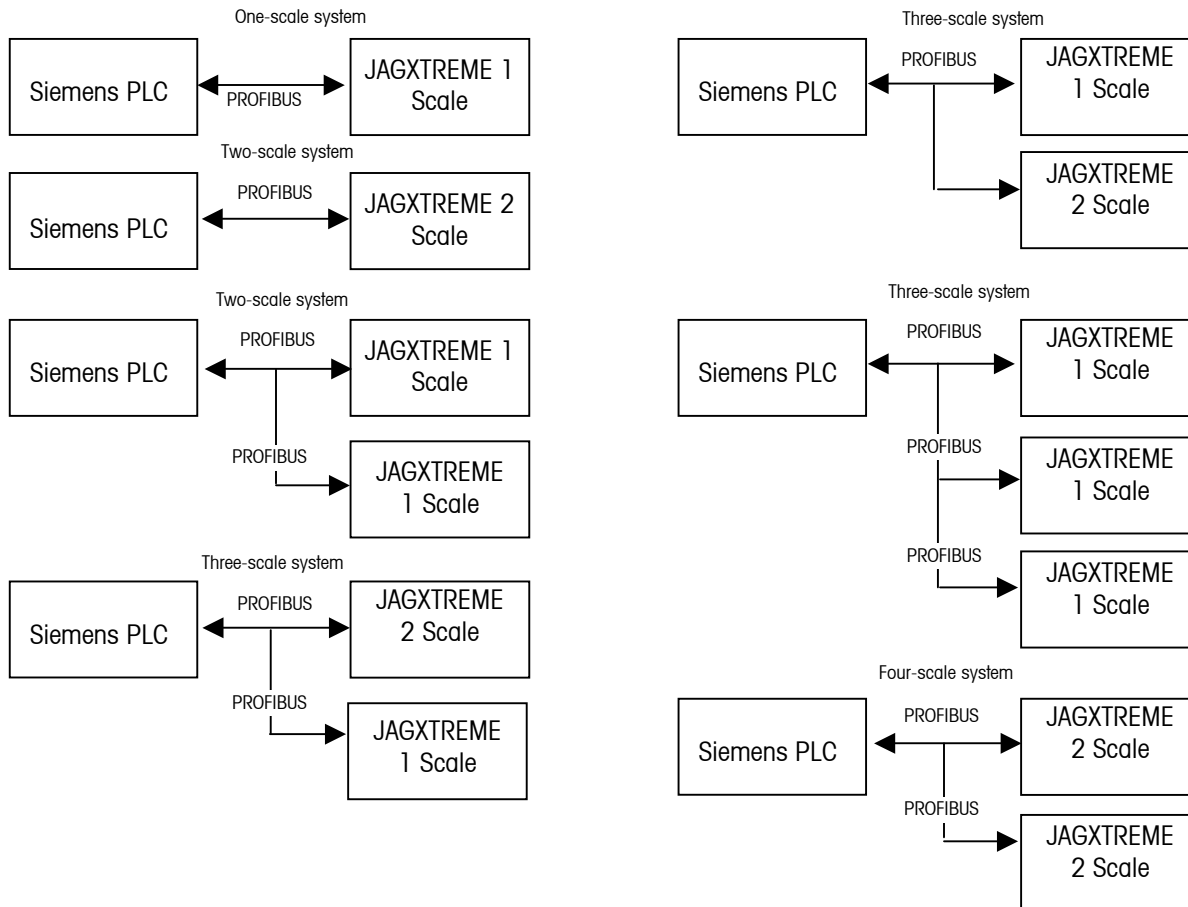 One-scale system
Siemens PLC
PROFIBUS
JAGXTREME 1
Scale
Two-scale system
Siemens PLC
PROFIBUS
JAGXTREME 2
Scale
Two-scale system
Siemens PLC
PROFIBUS
JAGXTREME 1
Scale
PROFIBUS
JAGXTREME
1 Scale
Three-scale system
Siemens PLC
PROFIBUS
JAGXTREME
2 Scale
PROFIBUS
JAGXTREME
1 Scale
Three-scale system
Siemens PLC
PROFIBUS
JAGXTREME
1 Scale
JAGXTREME
2 Scale
Three-scale system
Siemens PLC
PROFIBUS
JAGXTREME
1 Scale
PROFIBUS
JAGXTREME
1 Scale
PROFIBUS
JAGXTREME
1 Scale
Four-scale system
Siemens PLC
PROFIBUS
JAGXTREME
2 Scale
PROFIBUS
JAGXTREME
2 Scale